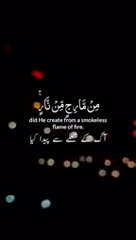 مِن مَّارِجٍ مِّن نَّارٍ
did He create from a smokeless
flame of fire.
آگ کے شعلے سے پیدا کیا